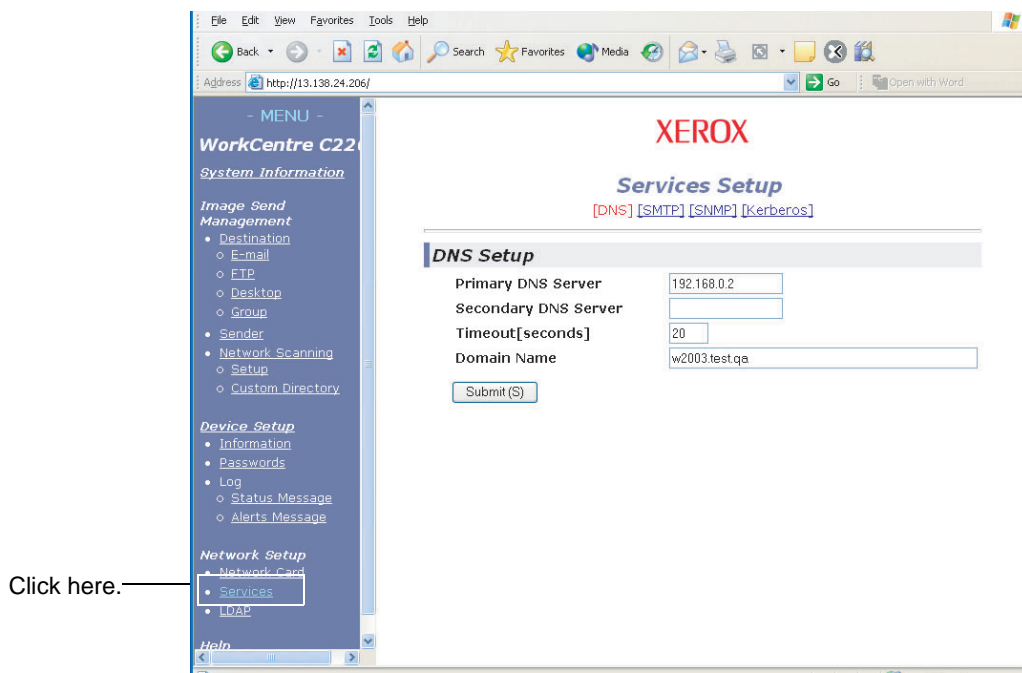 File Edit View Favorites Tools Help
Back Search Favorites Media
Address http://13.138.24.206/ Go Open with Word
- MENU -
WorkCentre
System Information
Image Send
Management
Destination
E-mail
FTP
Desktop
Group
Sender
Network Scanning
Setup
Custom Directory
Device Setup
Information
Passwords
Log
Status Message
Alerts Message
Network Setup
Network Card
Services
LDAP
Help
Click here.
XEROX
Services Setup
[DNS] [SMTP] [SNMP] [Kerberos]
DNS Setup
Primary DNS Server 192.168.0.2
Secondary DNS Server
Timeout[seconds] 20
Domain Name w2003.test.qa
Submit (S)